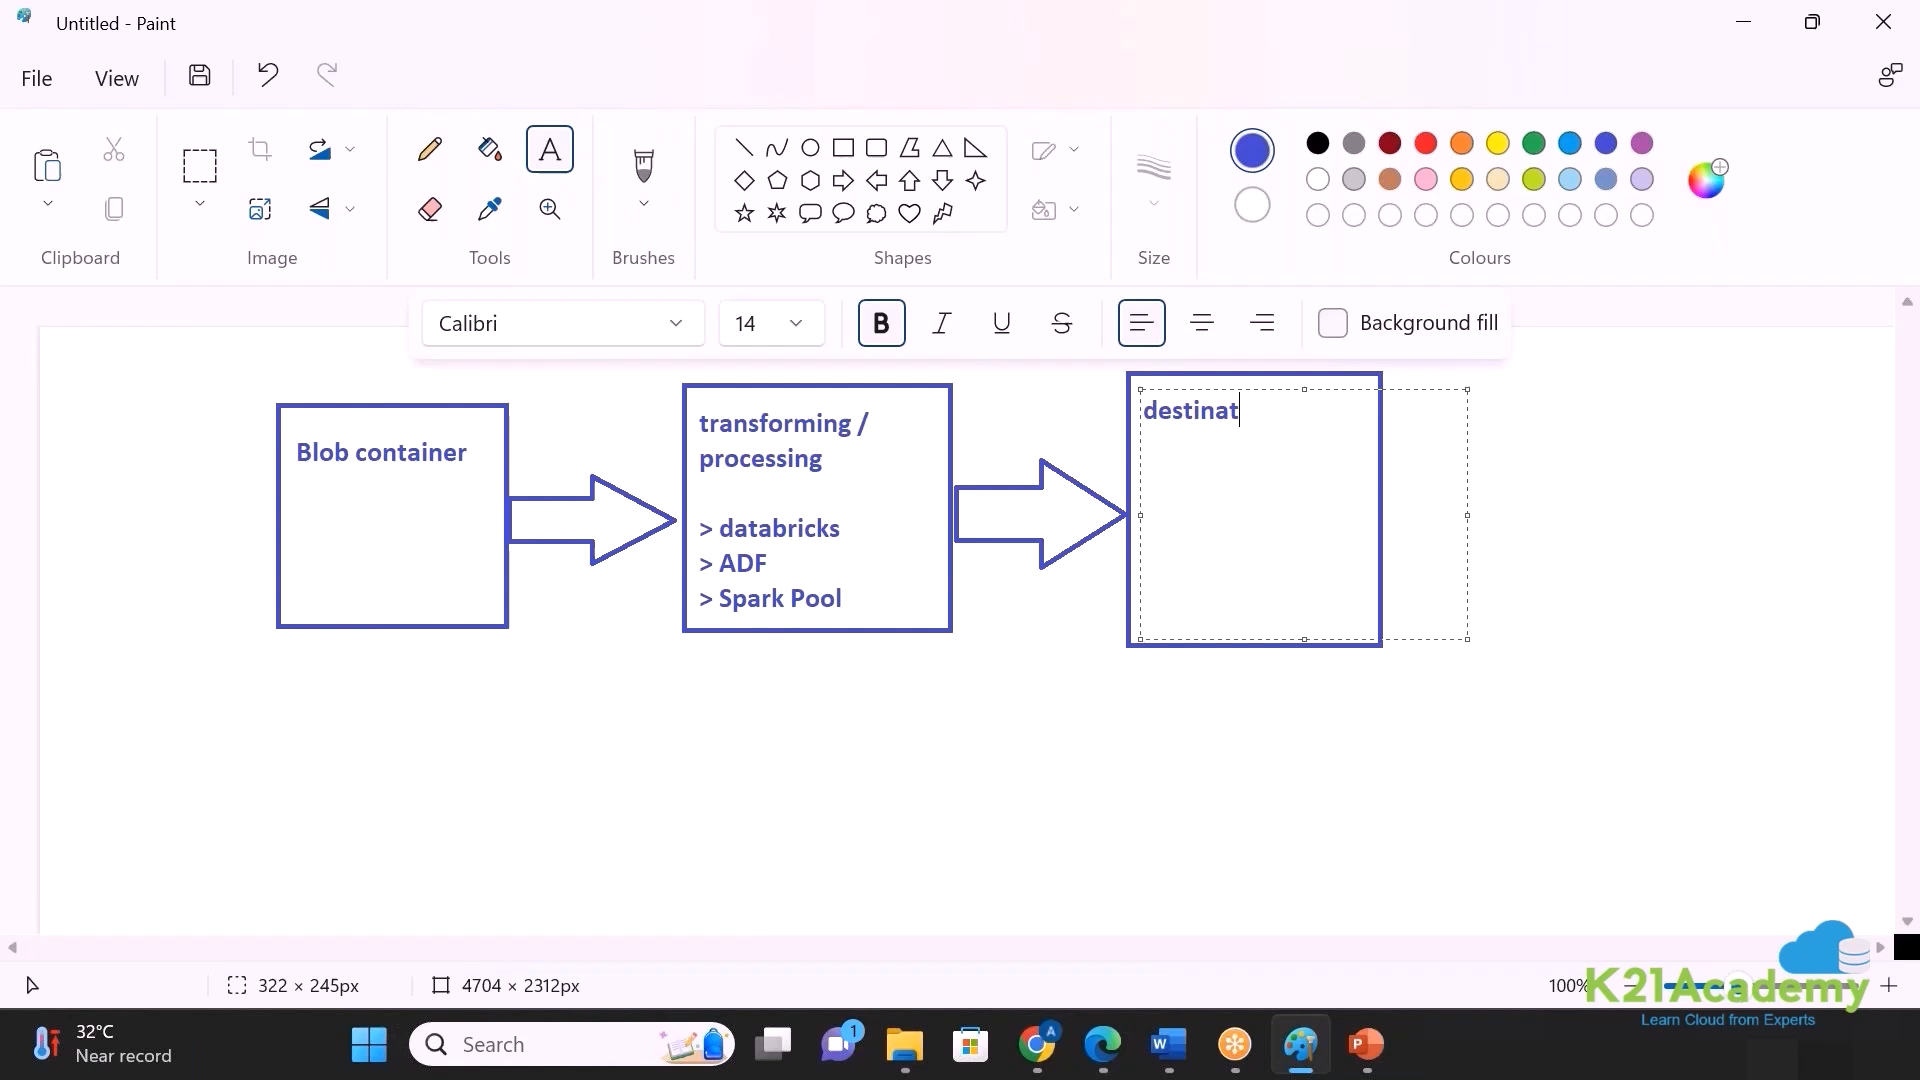 Untitled - Paint
File
View
Clipboard
Image
Tools
Brushes
Shapes
Size
Colours
Calibri
14
B
Background fill
Blob container
transforming /
processing
> databricks
> ADF
> Spark Pool
destinat
322 × 245px
4704 × 2312px
100%
K21Academy
Learn Cloud from Experts
32°C
Near record
Search
1
A
W
P